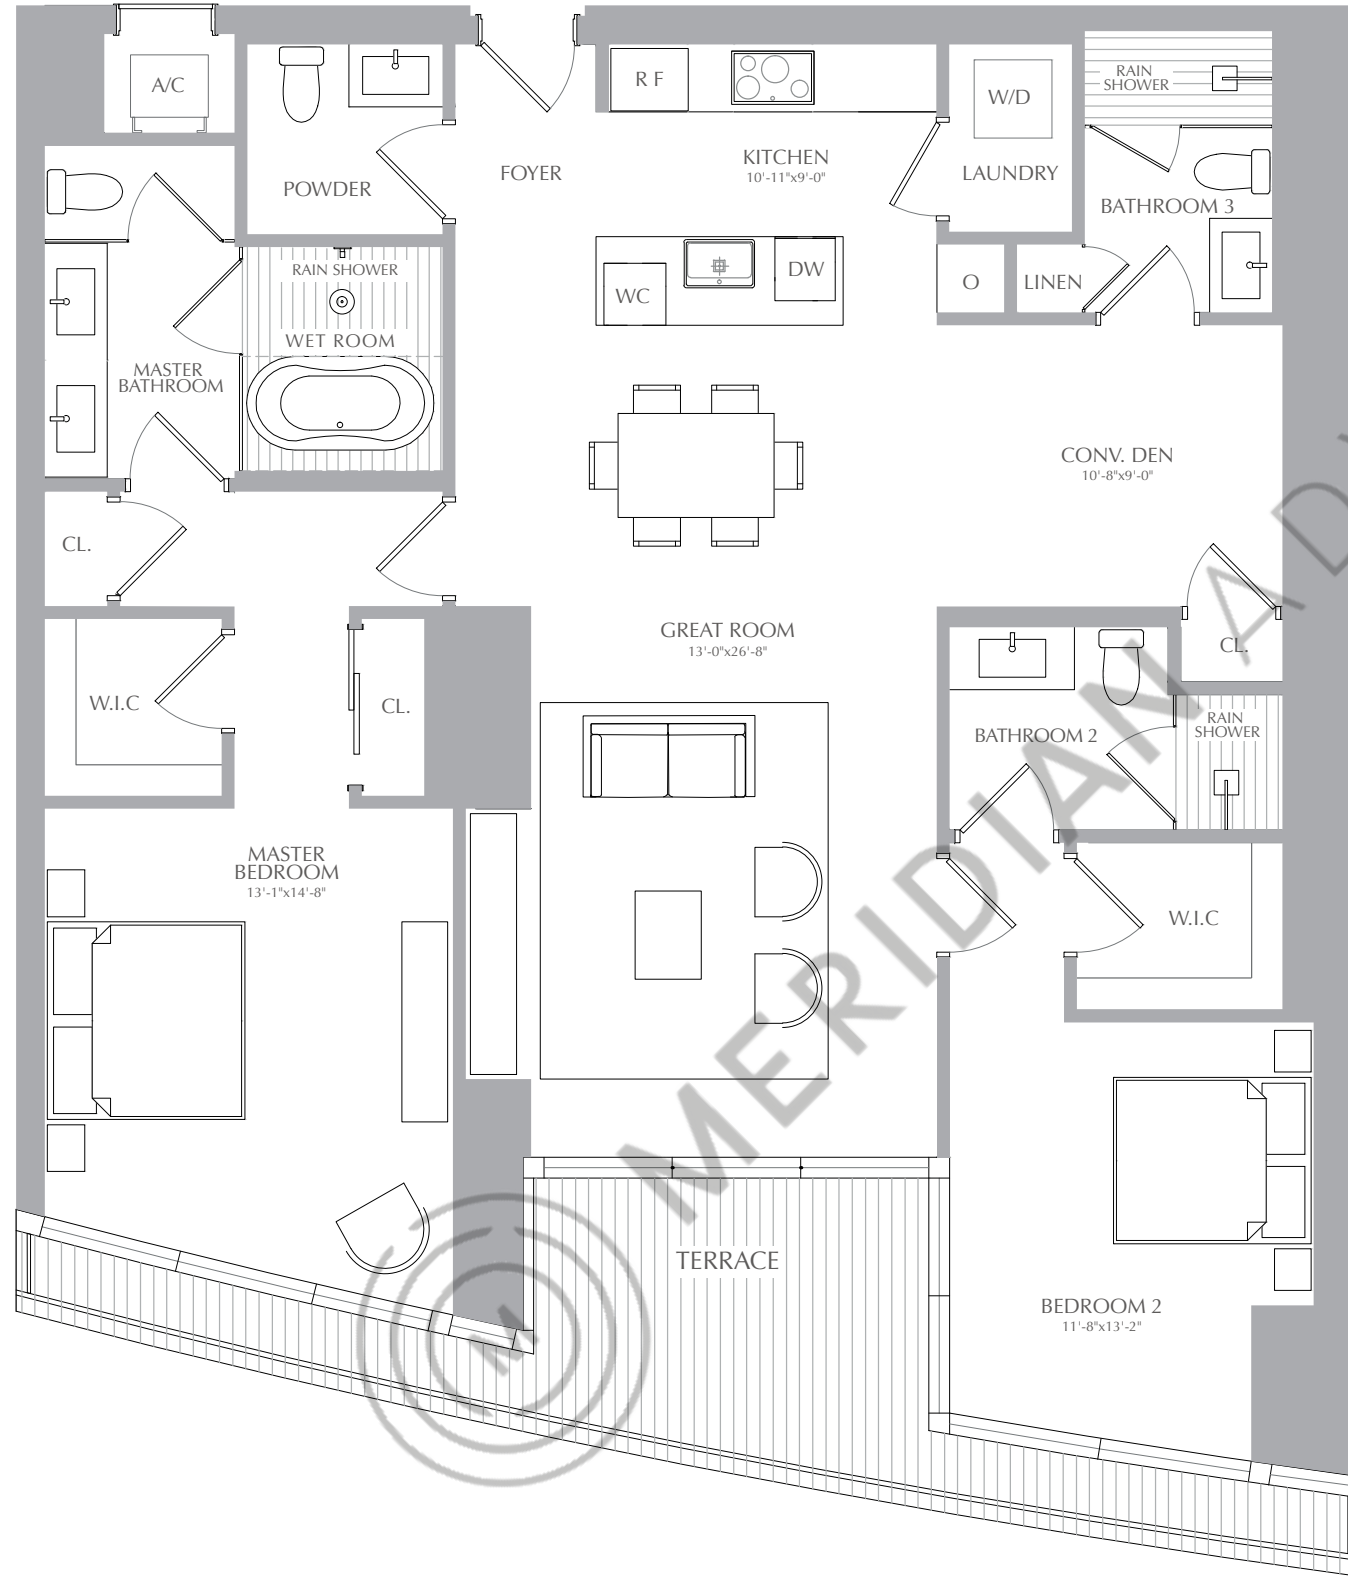 A/C
R F
W/D
RAIN
SHOWER
FOYER
KITCHEN
10'-11"x9'-0"
LAUNDRY
POWDER
BATHROOM 3
RAIN SHOWER
WET ROOM
WC
DW
O
LINEN
MASTER
BATHROOM
CONV. DEN
10'-8"x9'-0"
CL.
GREAT ROOM
13'-0"x26'-8"
CL.
W.I.C
CL.
BATHROOM 2
RAIN
SHOWER
MASTER
BEDROOM
13'-1"x14'-8"
W.I.C
TERRACE
BEDROOM 2
11'-8"x13'-2"
M
MERIDIAN AD